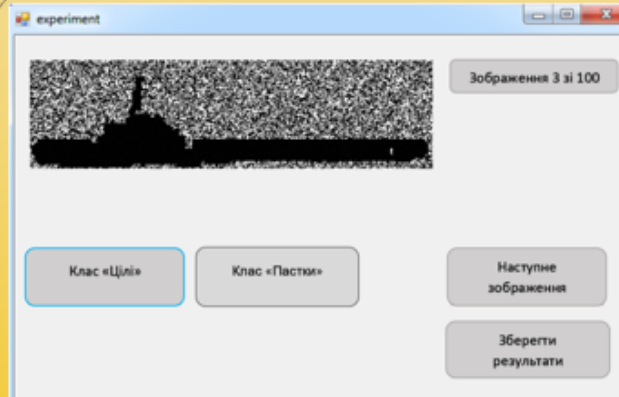 experiment
Зображення 3 зі 100
Клас «Цілі»
Клас «Пастки»
Наступне
зображення
Зберегти
результати